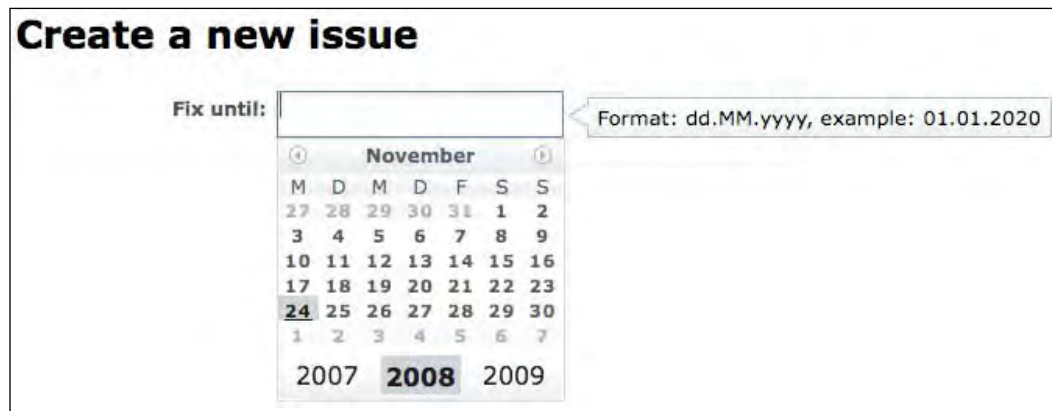 Create a new issue
Fix until:
Format: dd.MM.yyyy, example: 01.01.2020
November
M D M D F S S
27 28 29 30 31 1 2
3 4 5 6 7 8 9
10 11 12 13 14 15 16
17 18 19 20 21 22 23
24 25 26 27 28 29 30
1 2 3 4 5 6 7
2007 2008 2009